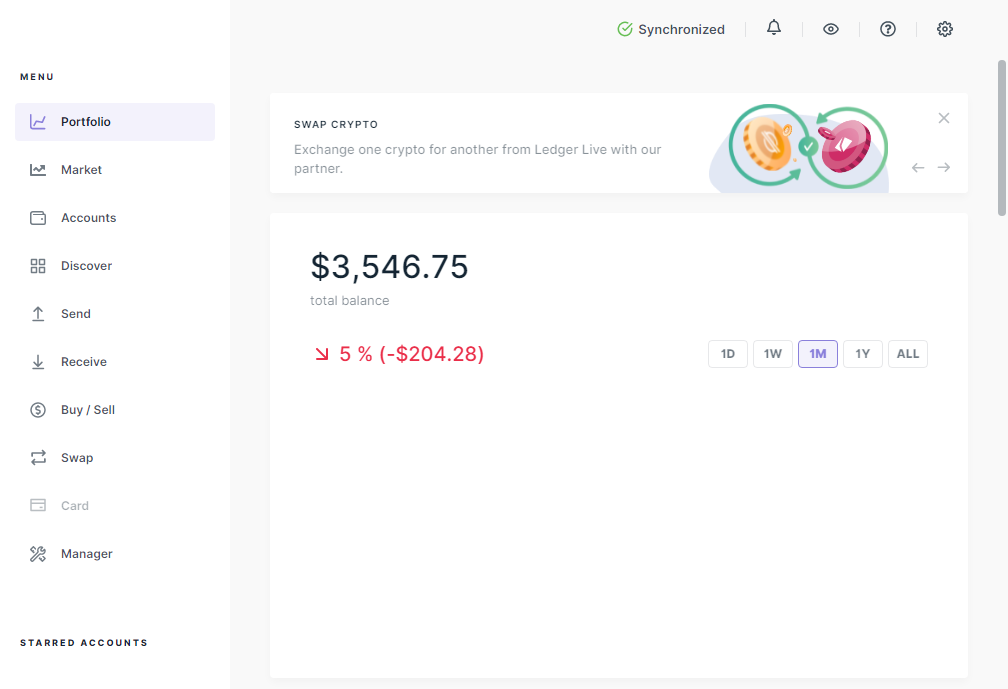 Synchronized
MENU
Portfolio
Market
Accounts
Discover
Send
Receive
Buy / Sell
Swap
Card
Manager
STARRED ACCOUNTS
SWAP CRYPTO
Exchange one crypto for another from Ledger Live with our
partner.
$3,546.75
total balance
5 % (-$204.28)
1D 1W 1M 1Y ALL